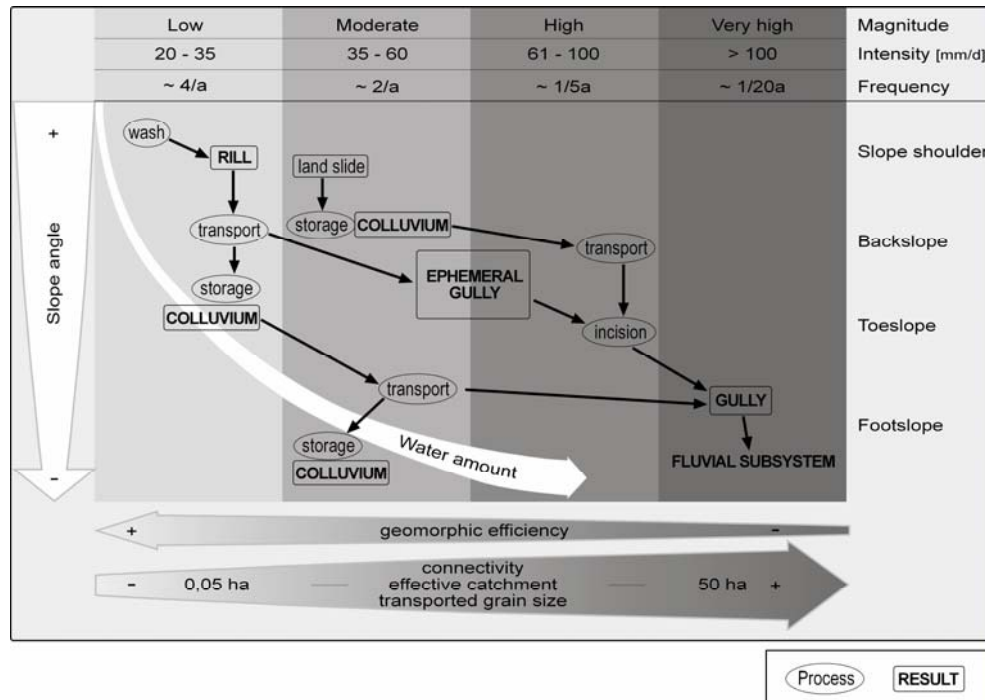 Low Moderate High Very high Magnitude
20 - 35 35 - 60 61 - 100 > 100 Intensity [mm/d]
~ 4/a ~ 2/a ~ 1/5a ~ 1/20a Frequency
+
wash
RILL
land slide
Slope shoulder
transport
storage
COLLUVIUM
transport
Backslope
Slope angle
storage
EPHEMERAL
GULLY
COLLUVIUM
incision
Toeslope
transport
GULLY
Footslope
storage
Water amount
COLLUVIUM
FLUVIAL SUBSYSTEM
-
+ geomorphic efficiency -
connectivity
- 0,05 ha effective catchment 50 ha +
transported grain size
Process RESULT